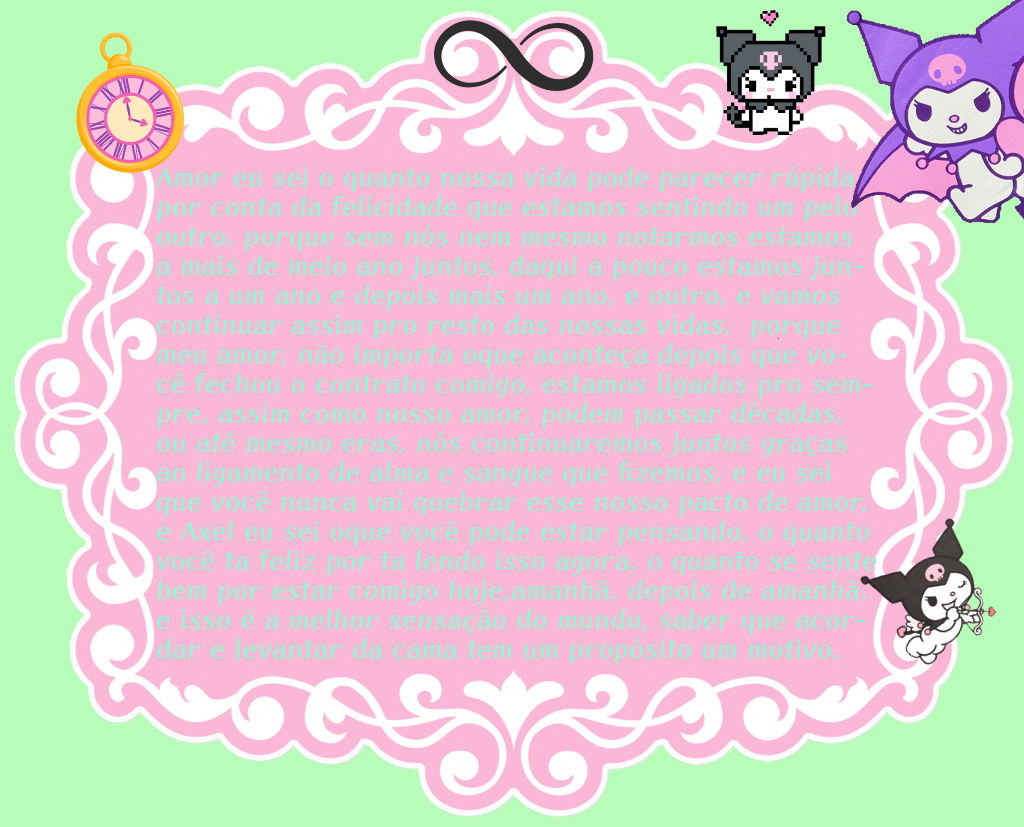 Amor eu sei o quanto nossa vida pode parecer rápida
por conta da felicidade que estamos sentindo um pelo
outro, porque sem nós nem mesmo notarmos estamos
a mais de meio ano juntos. daqui a pouco estamos jun-
tos a um ano e depois mais um ano, e outro, e vamos
continuar assim pro resto das nossas vidas,  porque
meu amor, não importa oque aconteça depois que vo-
cê fechou o contrato comigo, estamos ligados pro sem-
pre, assim como nosso amor, podem passar décadas,
ou até mesmo eras, nós continuaremos juntos graças
ao ligamento de alma e sangue que fizemos, e eu sei
que você nunca vai quebrar esse nosso pacto de amor,
e Axel eu sei oque você pode estar pensando, o quanto
você ta feliz por ta lendo isso agora, o quanto se sente
bem por estar comigo hoje,amanhã, depois de amanhã,
e isso é a melhor sensação do mundo, saber que acor-
dar e levantar da cama tem um propósito um motivo.